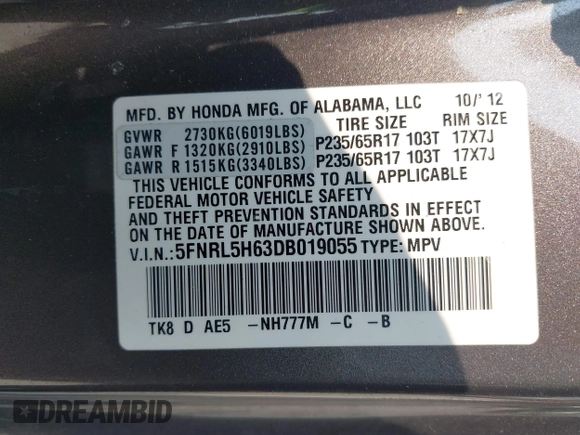 MFD. BY HONDA MFG. OF ALABAMA, LLC 10/'12
TIRE SIZE RIM SIZE
GVWR 2730KG(6019LBS)
GAWR F 1320KG(2910LBS) P235/65R17 103T 17X7J
GAWR R 1515KG(3340LBS) P235/65R17 103T 17X7J
THIS VEHICLE CONFORMS TO ALL APPLICABLE
FEDERAL MOTOR VEHICLE SAFETY
AND THEFT PREVENTION STANDARDS IN EFFECT
ON THE DATE OF MANUFACTURE SHOWN ABOVE.
V.I.N.: 5FNRL5H63DB019055 TYPE: MPV
TK8 D AE5 -NH777M -C -B
DREAMBID